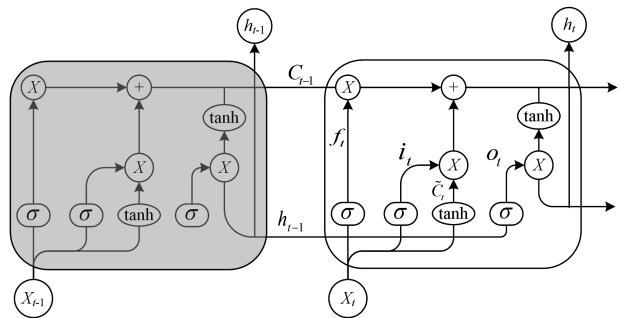 h_{t-1}
h_t
X
+
C_{t-1}
X
+
tanh
tanh
f_t
X
X
i_t
X
o_t
X
C̃_t
σ
σ
tanh
σ
σ
σ
tanh
σ
h_{t-1}
X_{t-1}
X_t